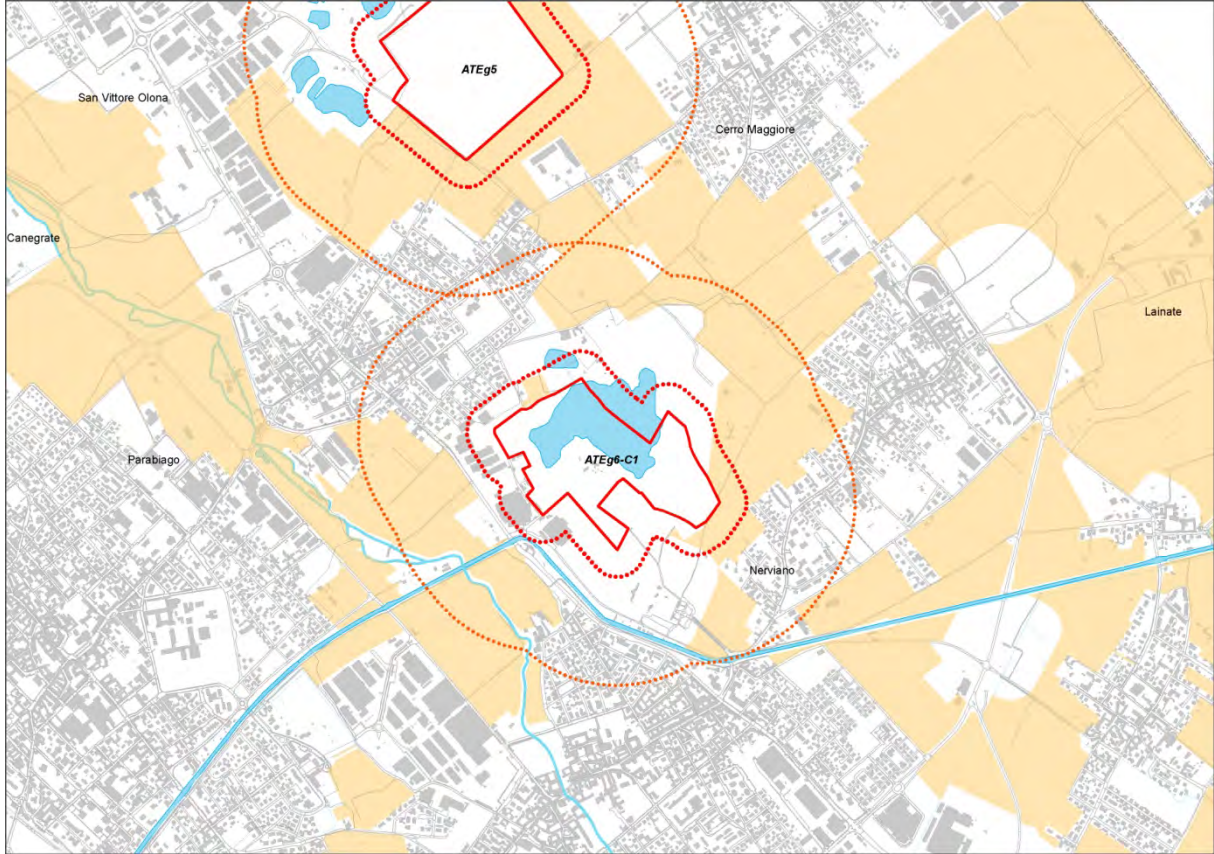 ATEg5
San Vittore Olona
Cerro Maggiore
Canegrate
Lainate
Parabiago
ATEg6-C1
Nerviano